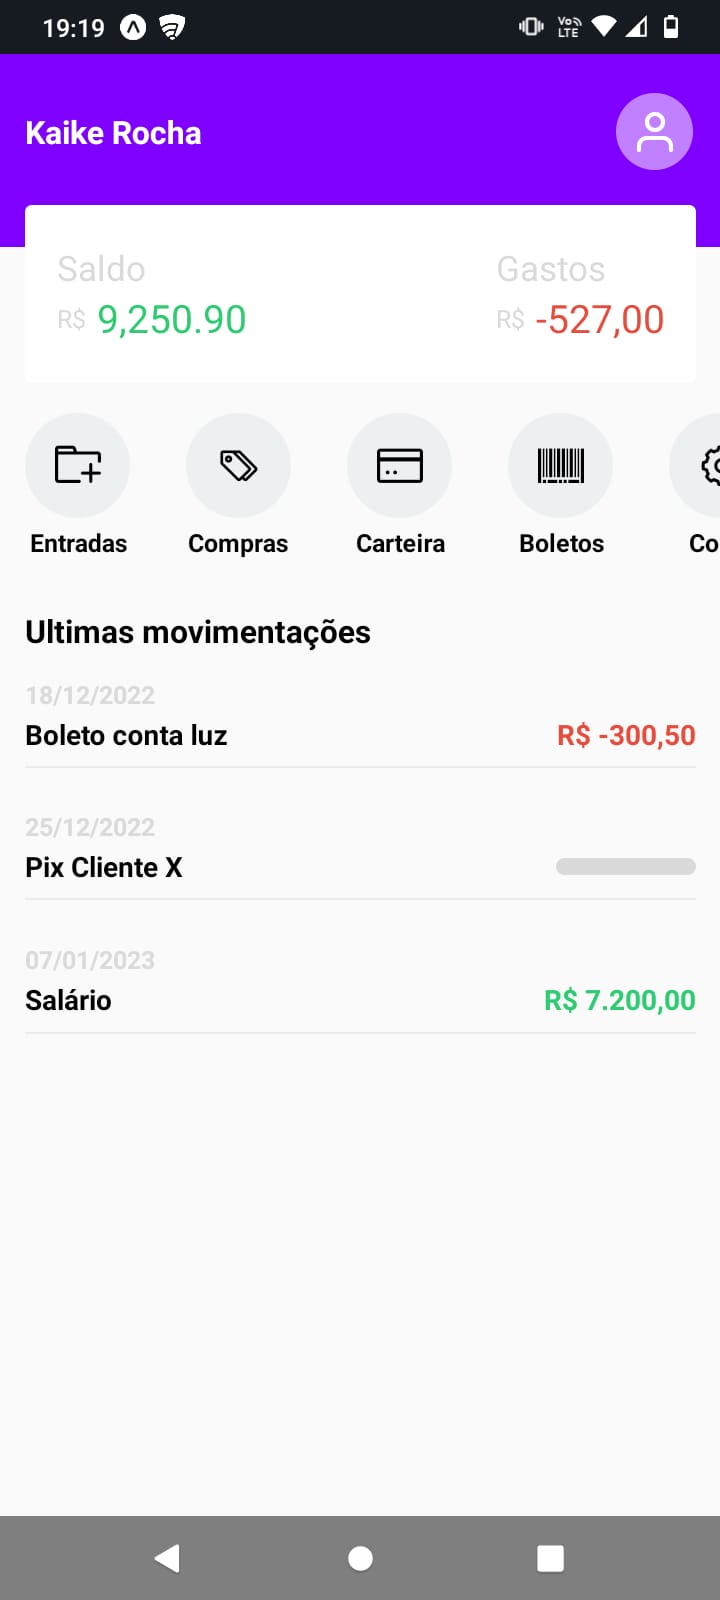 19:19
Vo LTE
Kaike Rocha
Saldo Gastos
R$ 9,250.90 R$ -527,00
Entradas Compras Carteira Boletos Co
Ultimas movimentações
18/12/2022
Boleto conta luz R$ -300,50
25/12/2022
Pix Cliente X
07/01/2023
Salário R$ 7.200,00